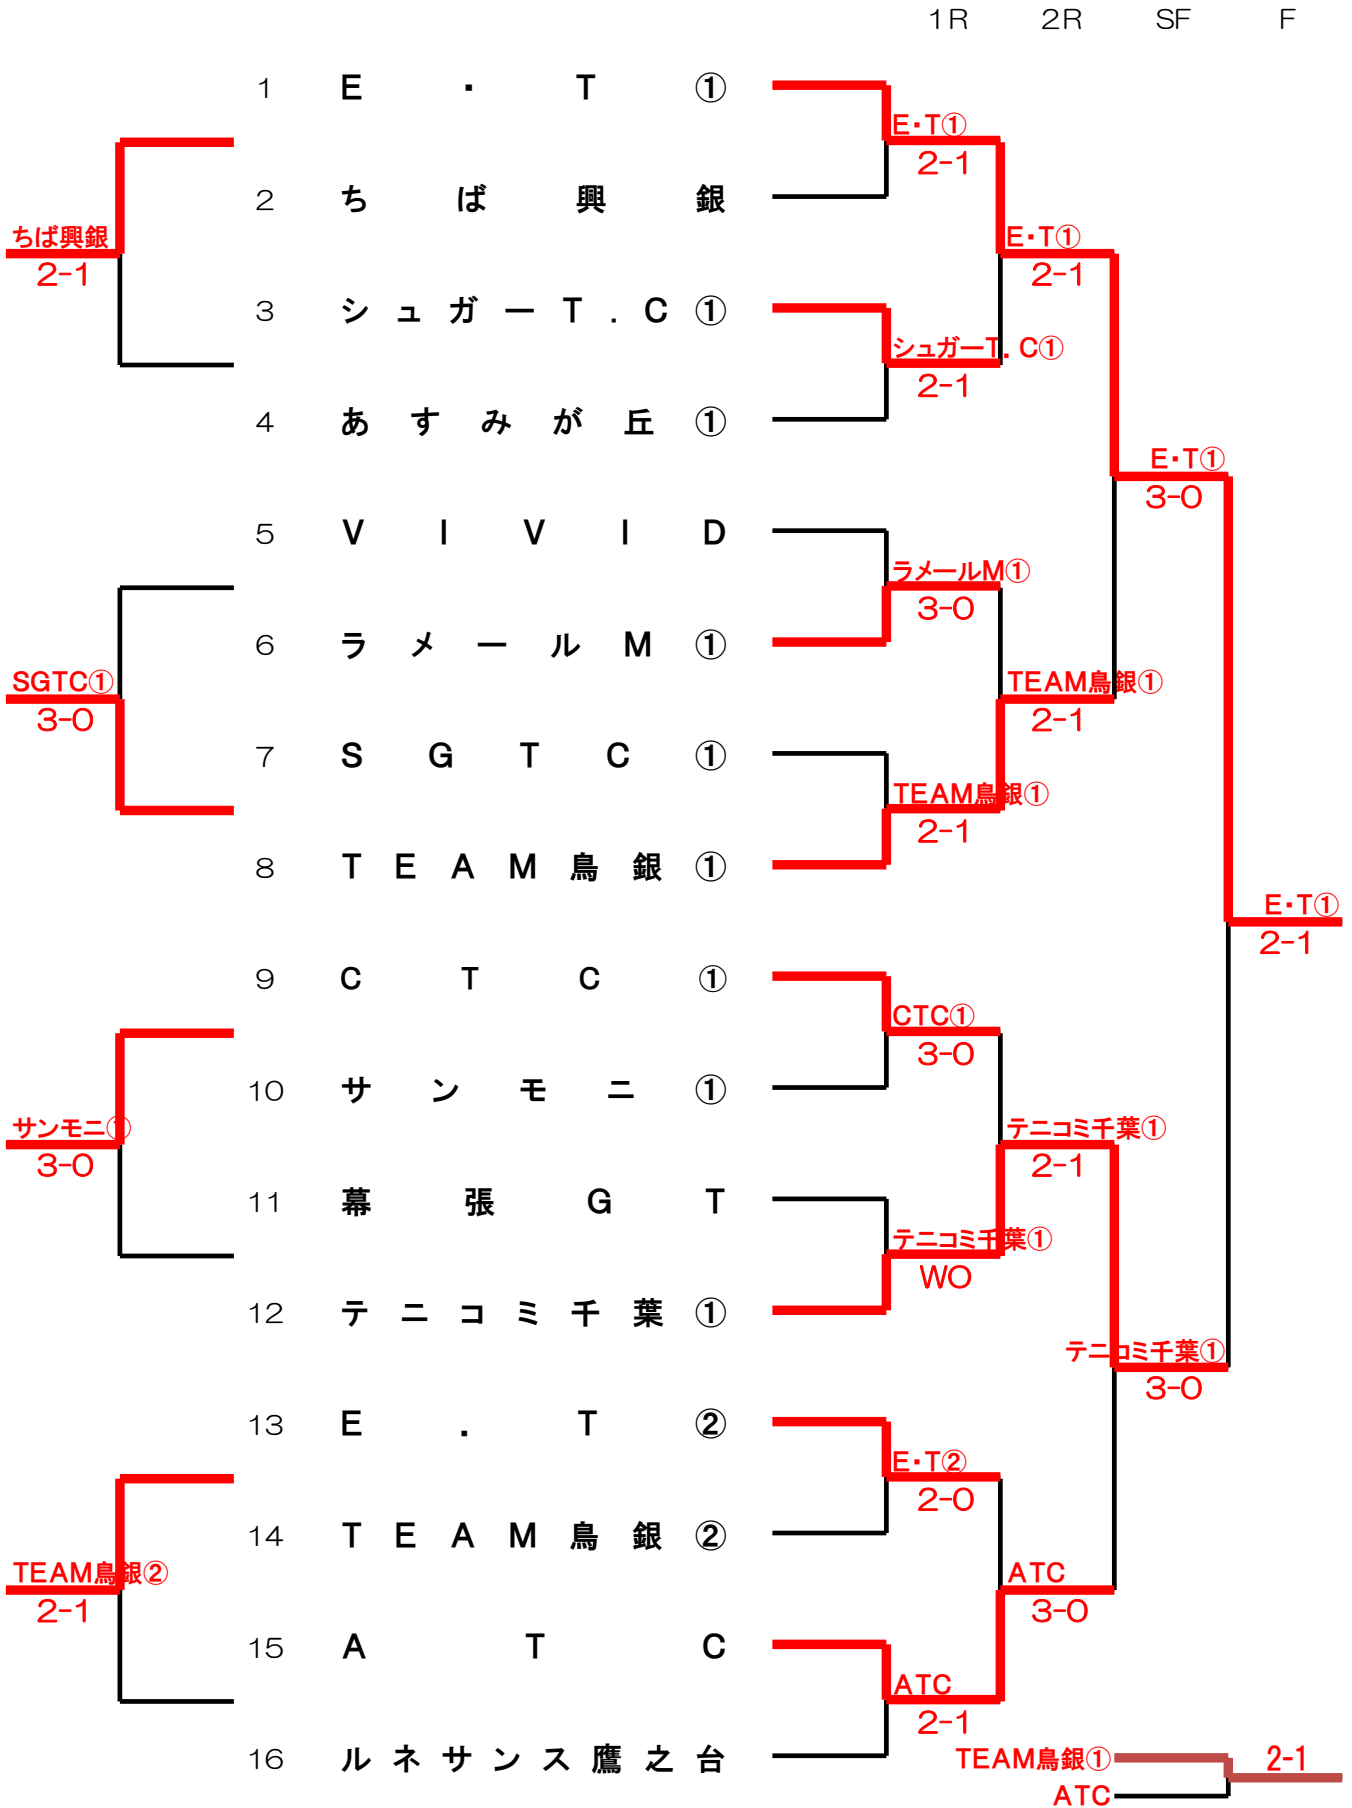 1R 2R SF F
1 E・T①
E・T①
2-1
2 ちば興銀
ちば興銀
2-1
E・T①
2-1
3 シュガーT.C①
シュガーT.C①
2-1
4 あすみが丘①
E・T①
3-0
5 VIVID
ラメールM①
3-0
6 ラメールM①
SGTC①
3-0
TEAM鳥銀①
2-1
7 SGTC①
TEAM鳥銀①
2-1
8 TEAM鳥銀①
E・T①
2-1
9 CTC①
CTC①
3-0
10 サンモニ①
サンモニ①
3-0
テニコミ千葉①
2-1
11 幕張GT
テニコミ千葉①
WO
12 テニコミ千葉①
テニコミ千葉①
3-0
13 E.T②
E・T②
2-0
14 TEAM鳥銀②
TEAM鳥銀②
2-1
ATC
3-0
15 ATC
ATC
2-1
16 ルネサンス鷹之台
TEAM鳥銀① 2-1
ATC